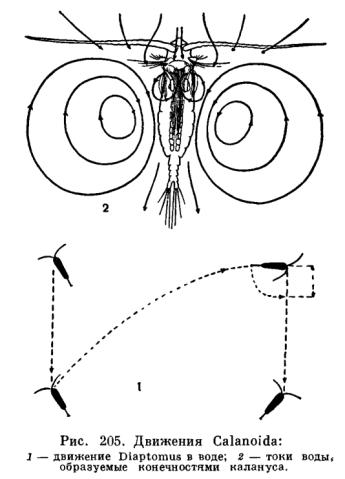 2
1
Рис. 205. Движения Calanoida:
1 — движение Diaptomus в воде; 2 — токи воды,
образуемые конечностями калануса.